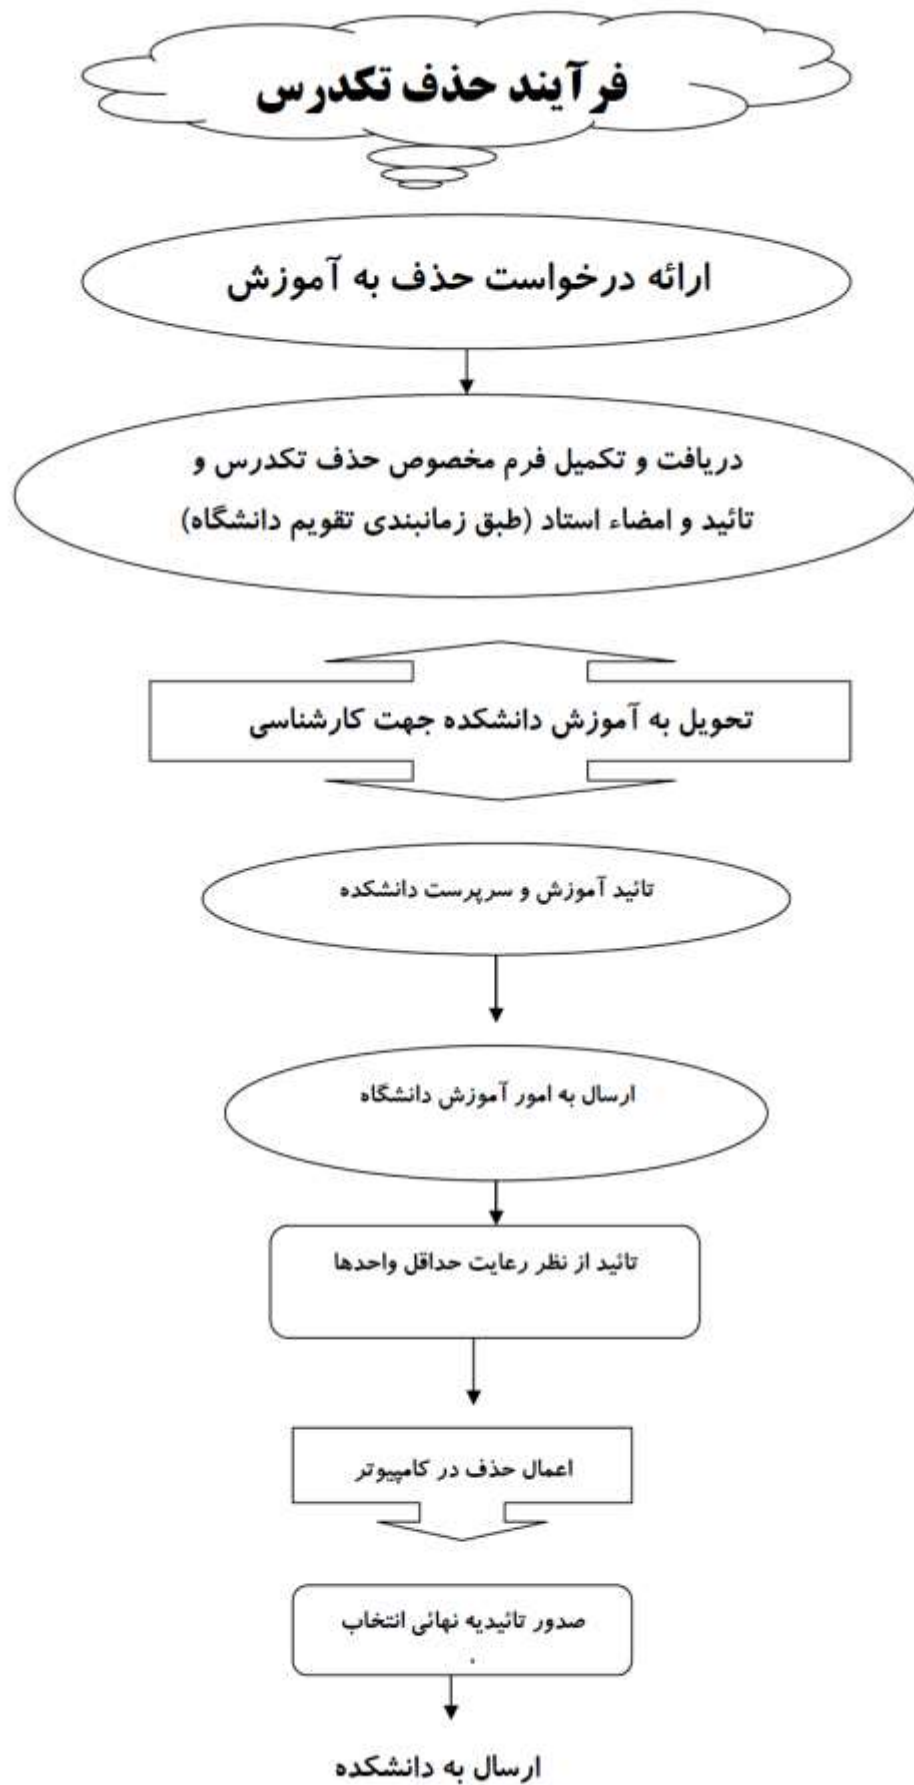 فرآیند حذف تکدرس
ارائه درخواست حذف به آموزش
دریافت و تکمیل فرم مخصوص حذف تکدرس و
تائید و امضاء استاد (طبق زمانبندی تقویم دانشگاه)
تحویل به آموزش دانشکده جهت کارشناسی
تائید آموزش و سرپرست دانشکده
ارسال به امور آموزش دانشگاه
تائید از نظر رعایت حداقل واحدها
اعمال حذف در کامپیوتر
صدور تائیدیه نهائی انتخاب
ارسال به دانشکده